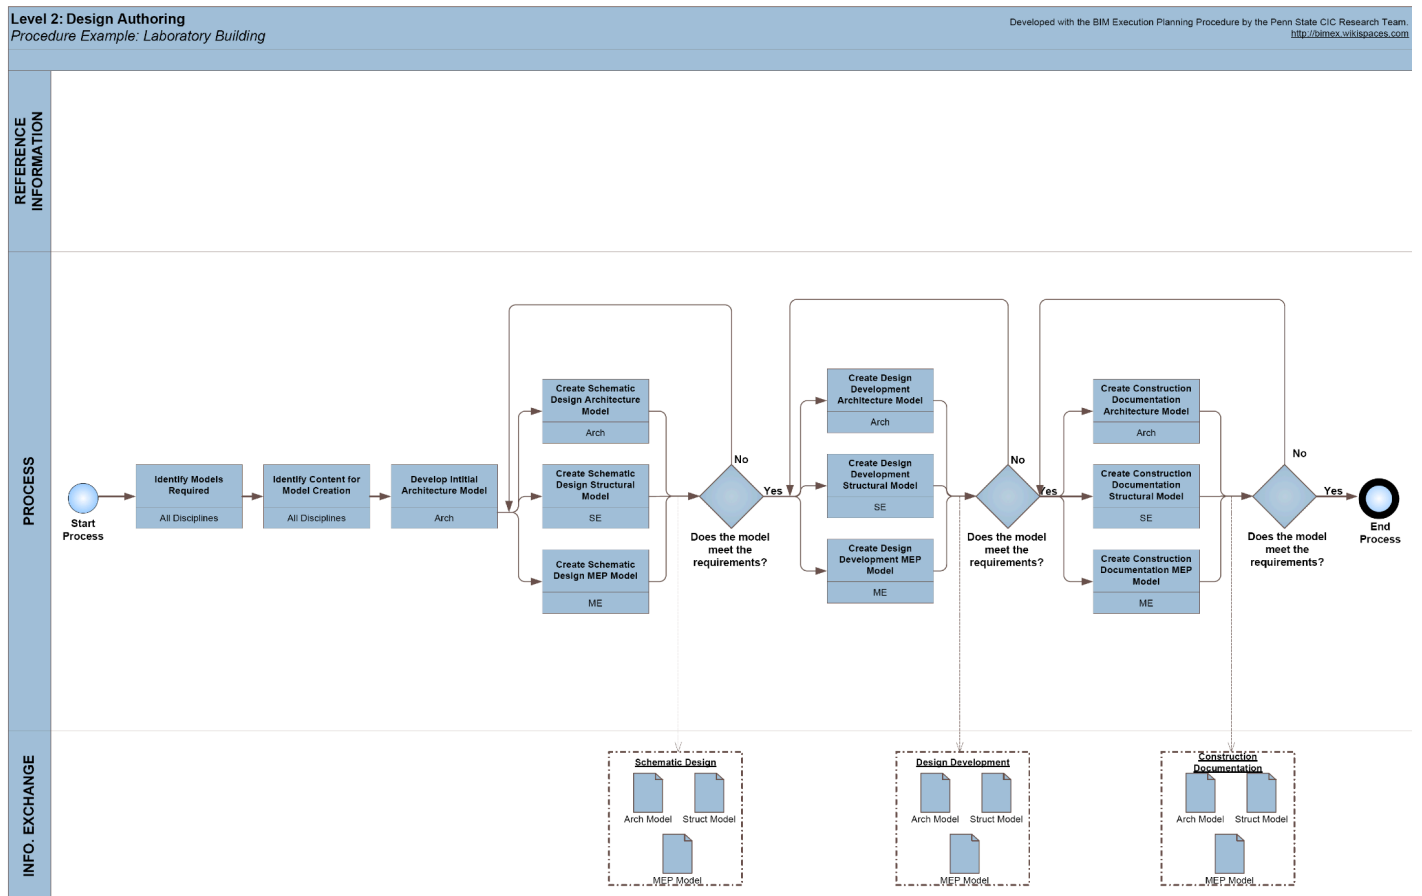 Level 2: Design Authoring
Procedure Example: Laboratory Building
Developed with the BIM Execution Planning Procedure by the Penn State CIC Research Team.
http://bimex.wikispaces.com
REFERENCE
INFORMATION
PROCESS
INFO. EXCHANGE
Start
Process
Identify Models
Required
All Disciplines
Identify Content for
Model Creation
All Disciplines
Develop Intitial
Architecture Model
Arch
Create Schematic
Design Architecture
Model
Arch
Create Schematic
Design Structural
Model
SE
Create Schematic
Design MEP Model
ME
No
Yes
Does the model
meet the
requirements?
Create Design
Development
Architecture Model
Arch
Create Design
Development
Structural Model
SE
Create Design
Development MEP
Model
ME
No
Yes
Does the model
meet the
requirements?
Create Construction
Documentation
Architecture Model
Arch
Create Construction
Documentation
Structural Model
SE
Create Construction
Documentation MEP
Model
ME
No
Yes
Does the model
meet the
requirements?
End
Process
Schematic Design
Arch Model
Struct Model
MEP Model
Design Development
Arch Model
Struct Model
MEP Model
Construction
Documentation
Arch Model
Struct Model
MEP Model